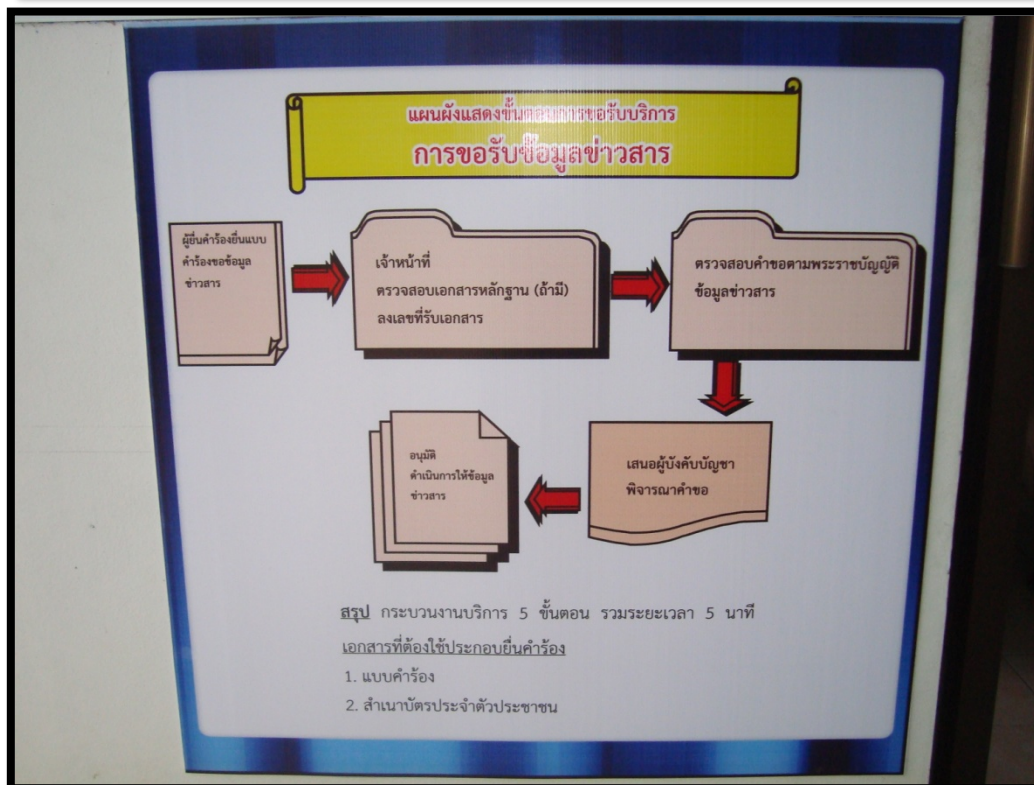 แผนผังแสดงขั้นตอนการขอรับบริการ
การขอรับข้อมูลข่าวสาร
ผู้ยื่นคำร้องยื่นแบบ
คำร้องขอข้อมูล
ข่าวสาร
เจ้าหน้าที่
ตรวจสอบเอกสารหลักฐาน (ถ้ามี)
ลงเลขที่รับเอกสาร
ตรวจสอบคำขอตามพระราชบัญญัติ
ข้อมูลข่าวสาร
เสนอผู้บังคับบัญชา
พิจารณาคำขอ
อนุมัติ
ดำเนินการให้ข้อมูล
ข่าวสาร
สรุป กระบวนงานบริการ 5 ขั้นตอน รวมระยะเวลา 5 นาที
เอกสารที่ต้องใช้ประกอบยื่นคำร้อง
1. แบบคำร้อง
2. สำเนาบัตรประจำตัวประชาชน